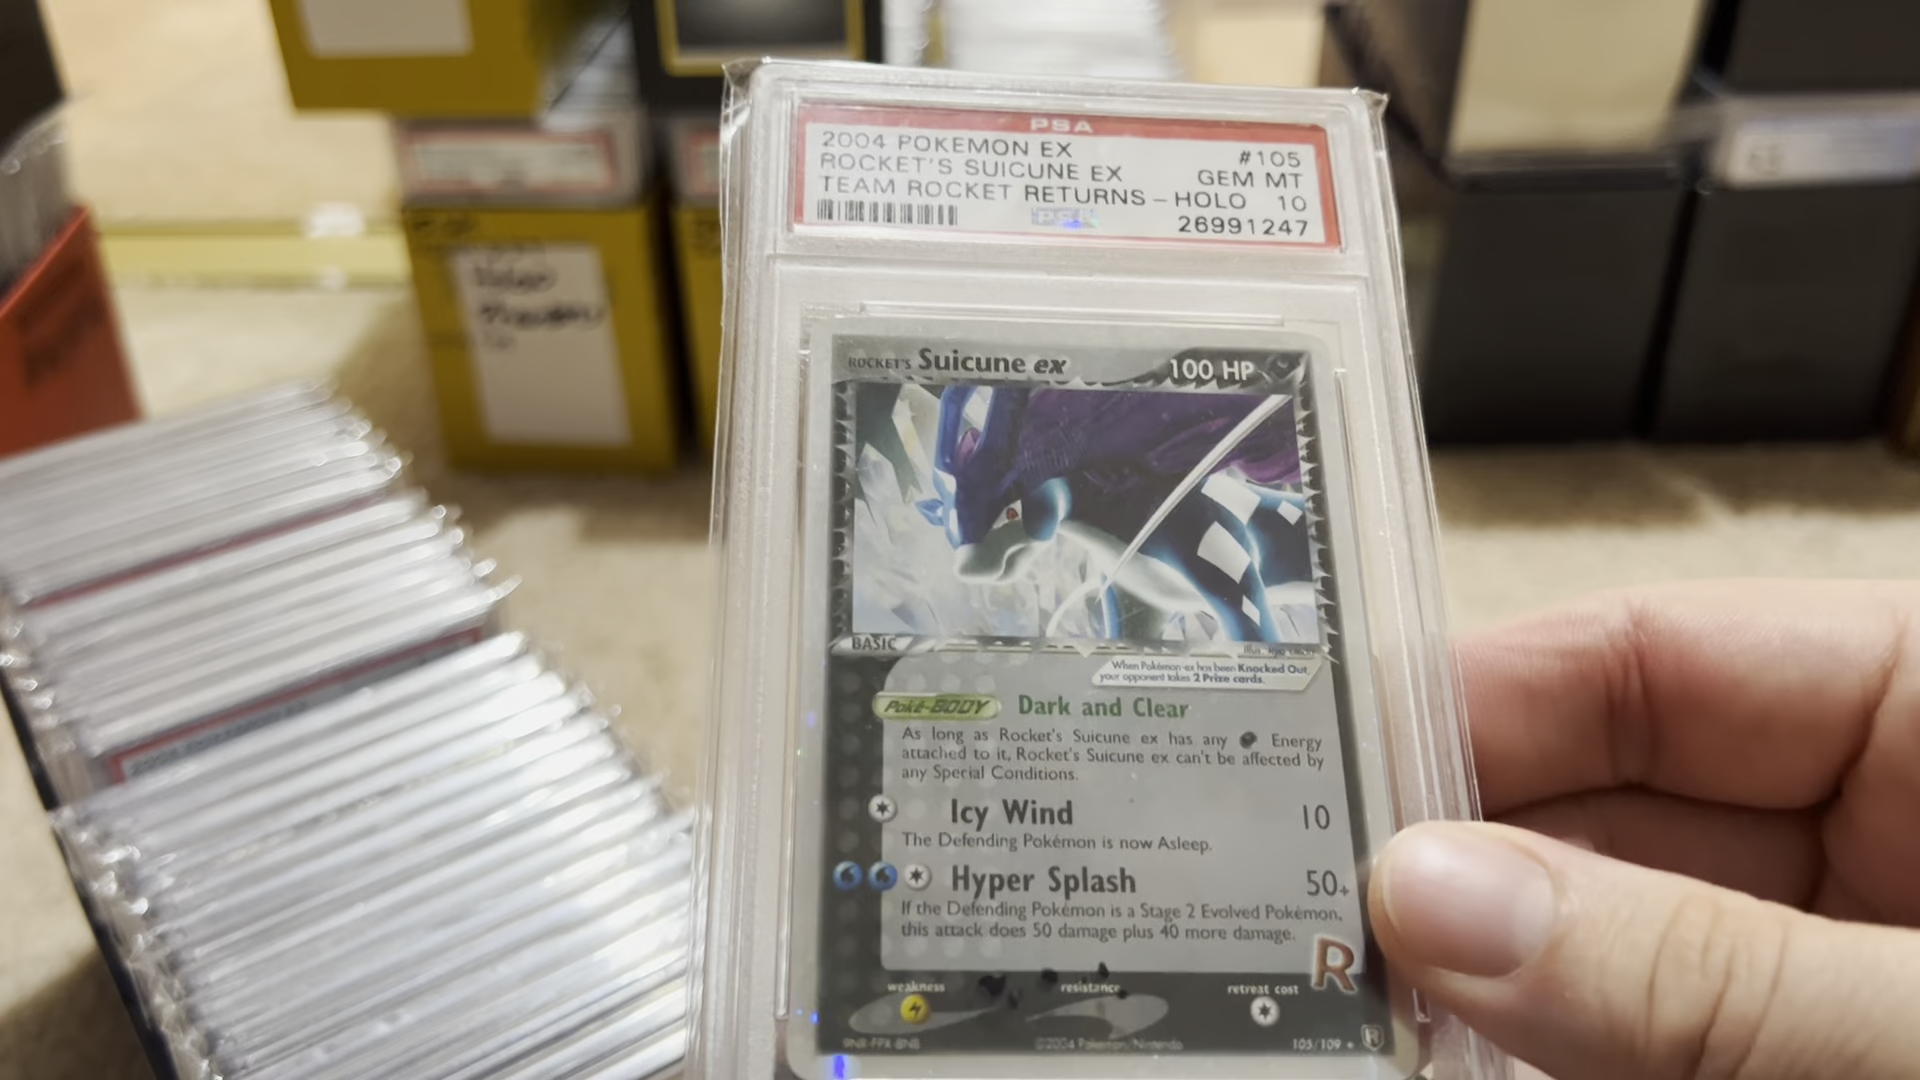 PSA
2004 POKEMON EX #105
ROCKET'S SUICUNE EX GEM MT
TEAM ROCKET RETURNS – HOLO 10
PSA 26991247
ROCKET'S Suicune ex 100 HP
BASIC
Illus.
When Pokémon-ex has been Knocked Out,
your opponent takes 2 Prize cards.
Poké-BODY Dark and Clear
As long as Rocket's Suicune ex has any Energy
attached to it, Rocket's Suicune ex can't be affected by
any Special Conditions.
Icy Wind 10
The Defending Pokémon is now Asleep.
Hyper Splash 50+
If the Defending Pokémon is a Stage 2 Evolved Pokémon,
this attack does 50 damage plus 40 more damage.
R
weakness resistance retreat cost
©2004 Pokémon/Nintendo 105/109 R